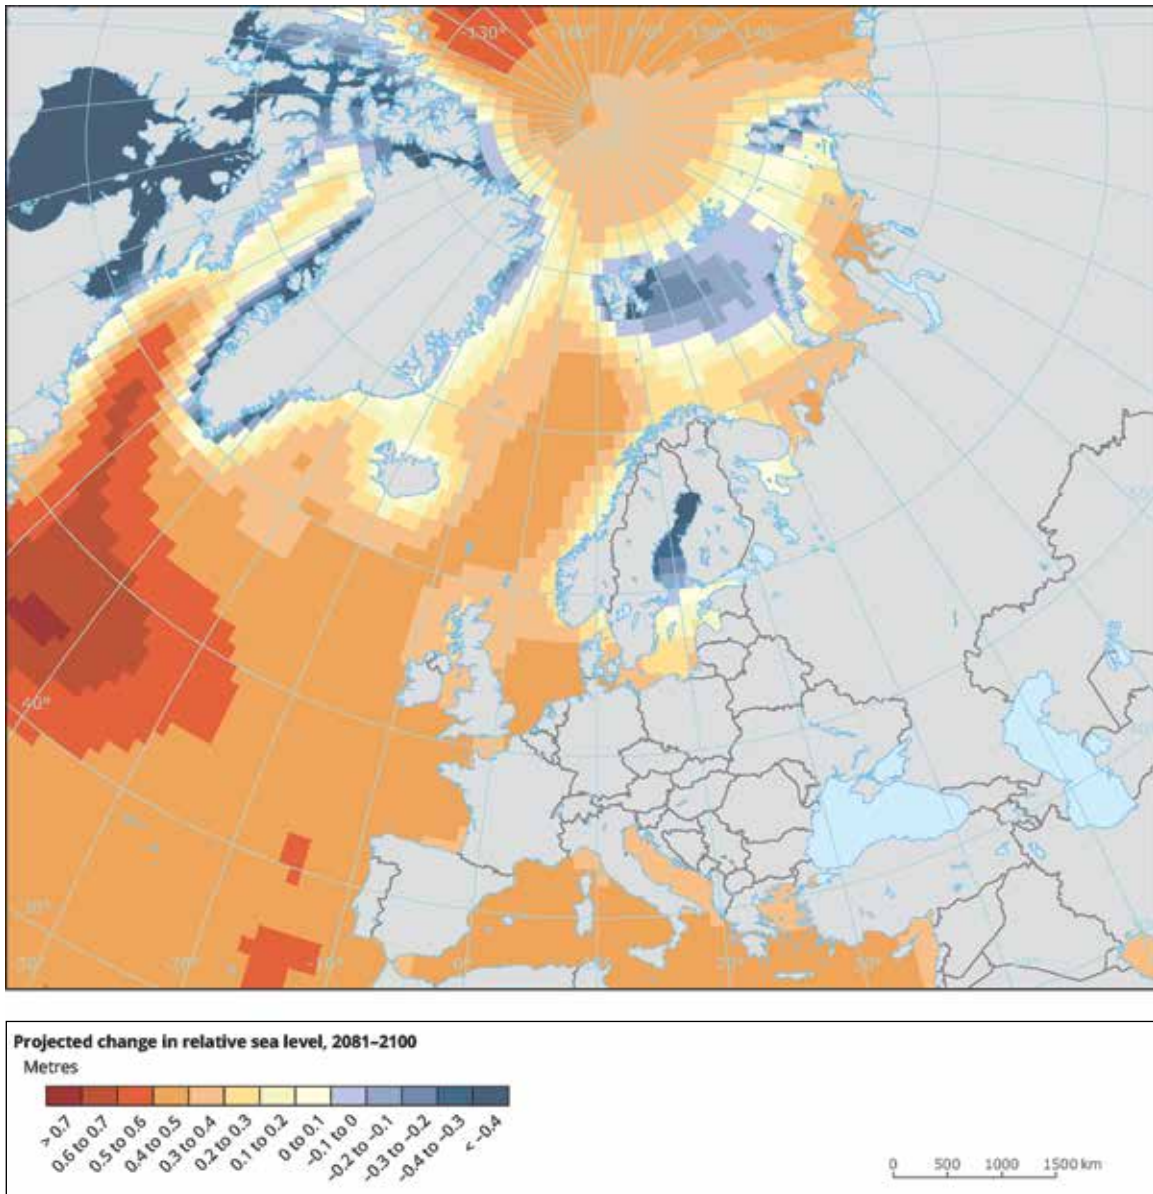 -130°
40°
0°
Projected change in relative sea level, 2081–2100
Metres
> 0.7
0.6 to 0.7
0.5 to 0.6
0.4 to 0.5
0.3 to 0.4
0.2 to 0.3
0.1 to 0.2
0 to 0.1
–0.1 to 0
–0.2 to –0.1
–0.3 to –0.2
–0.4 to –0.3
< –0.4
0 500 1000 1500 km